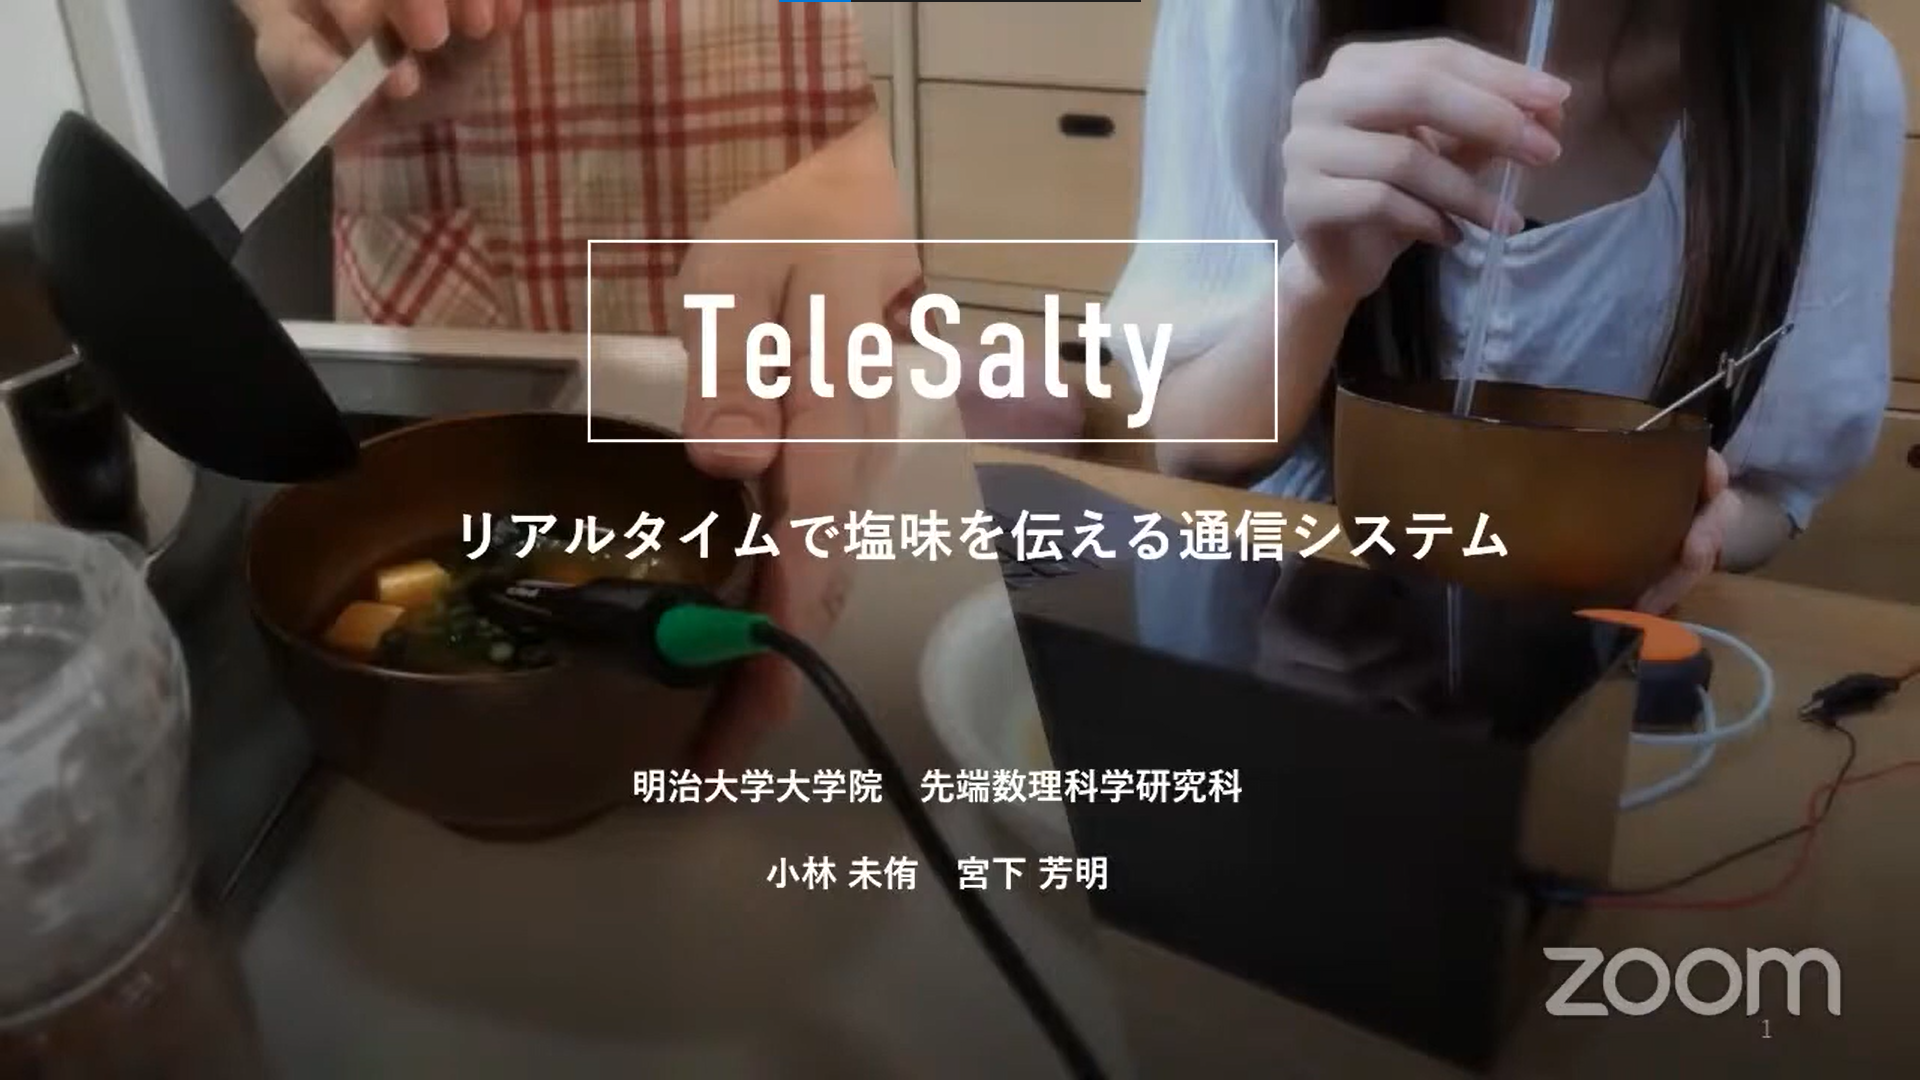 TeleSalty
リアルタイムで塩味を伝える通信システム
明治大学大学院　先端数理科学研究科
小林 未侑　宮下 芳明
zoom
1